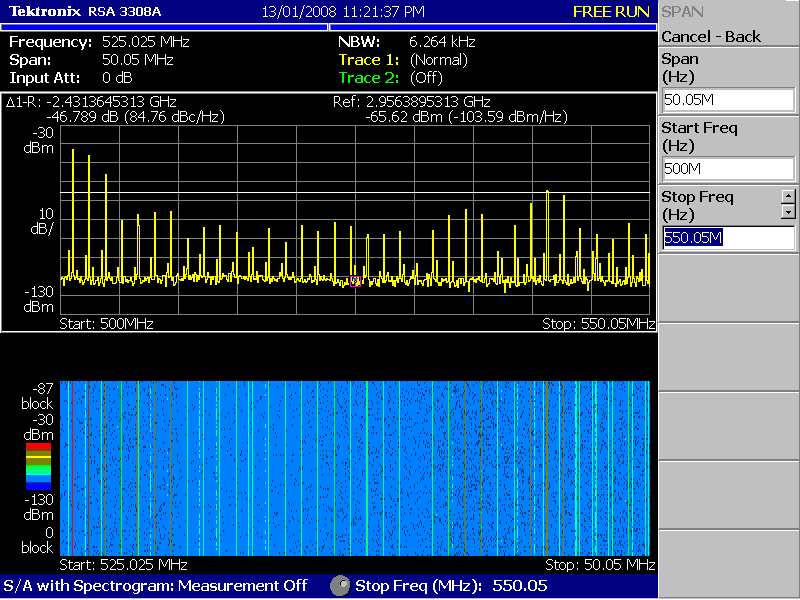 Tektronix RSA 3308A 13/01/2008 11:21:37 PM FREE RUN
SPAN
Cancel - Back
Frequency: 525.025 MHz NBW: 6.264 kHz
Span: 50.05 MHz Trace 1: (Normal)
Input Att: 0 dB Trace 2: (Off)
Span
(Hz)
50.05M
Start Freq
(Hz)
500M
Stop Freq
(Hz)
550.05M
Δ1-R: -2.4313645313 GHz Ref: 2.9563895313 GHz
-46.789 dB (84.76 dBc/Hz) -65.62 dBm (-103.59 dBm/Hz)
-30
dBm
10
dB/
-130
dBm
Start: 500MHz Stop: 550.05MHz
-87
block
-30
dBm
-130
dBm
0
block
Start: 525.025 MHz Stop: 50.05 MHz
S/A with Spectrogram: Measurement Off Stop Freq (MHz): 550.05